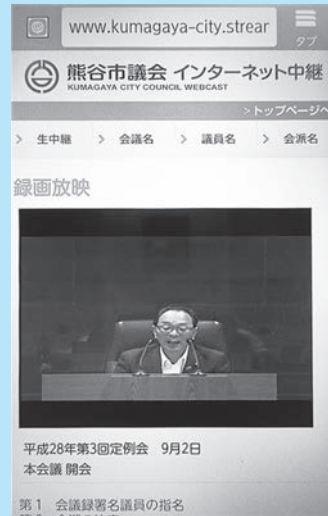 www.kumagaya-city.strear
タブ
熊谷市議会 インターネット中継
KUMAGAYA CITY COUNCIL WEBCAST
>トップページへ
> 生中継 > 会議名 > 議員名 > 会派名
録画放映
平成28年第3回定例会 9月2日
本会議 開会
第1 会議録署名議員の指名